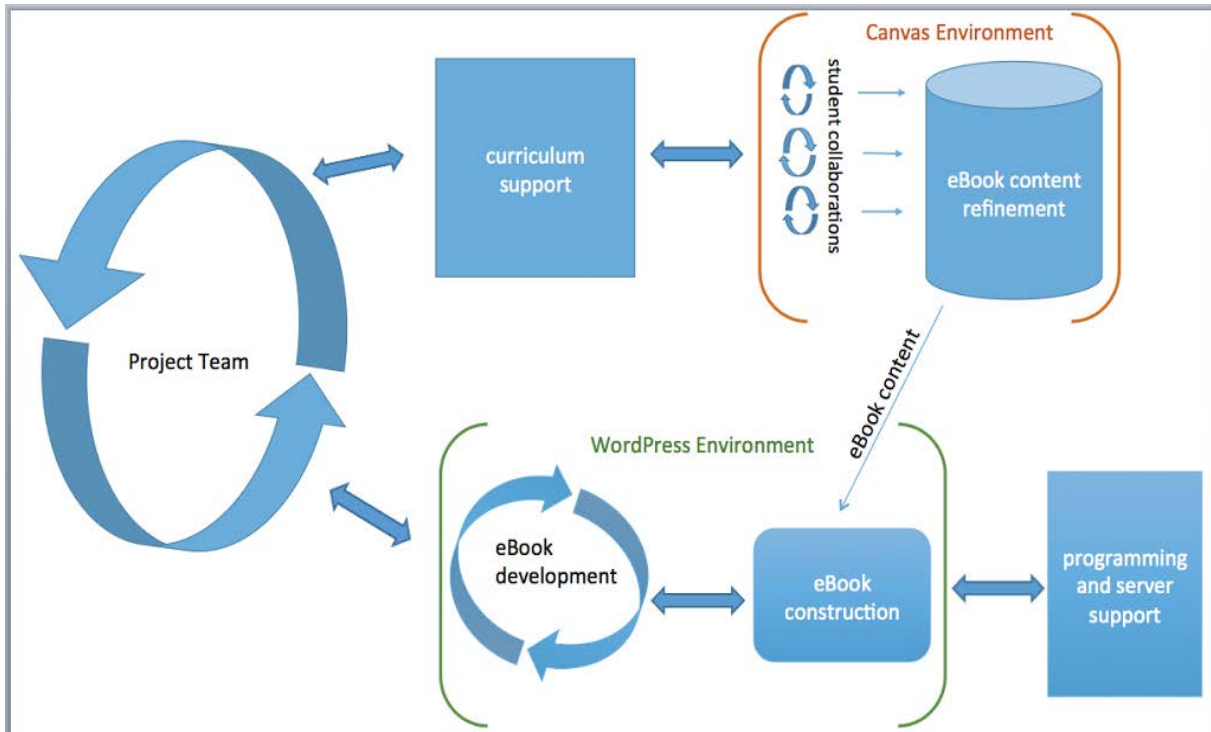 Canvas Environment
student collaborations
curriculum
support
eBook content
refinement
Project Team
eBook content
WordPress Environment
eBook
development
eBook
construction
programming
and server
support